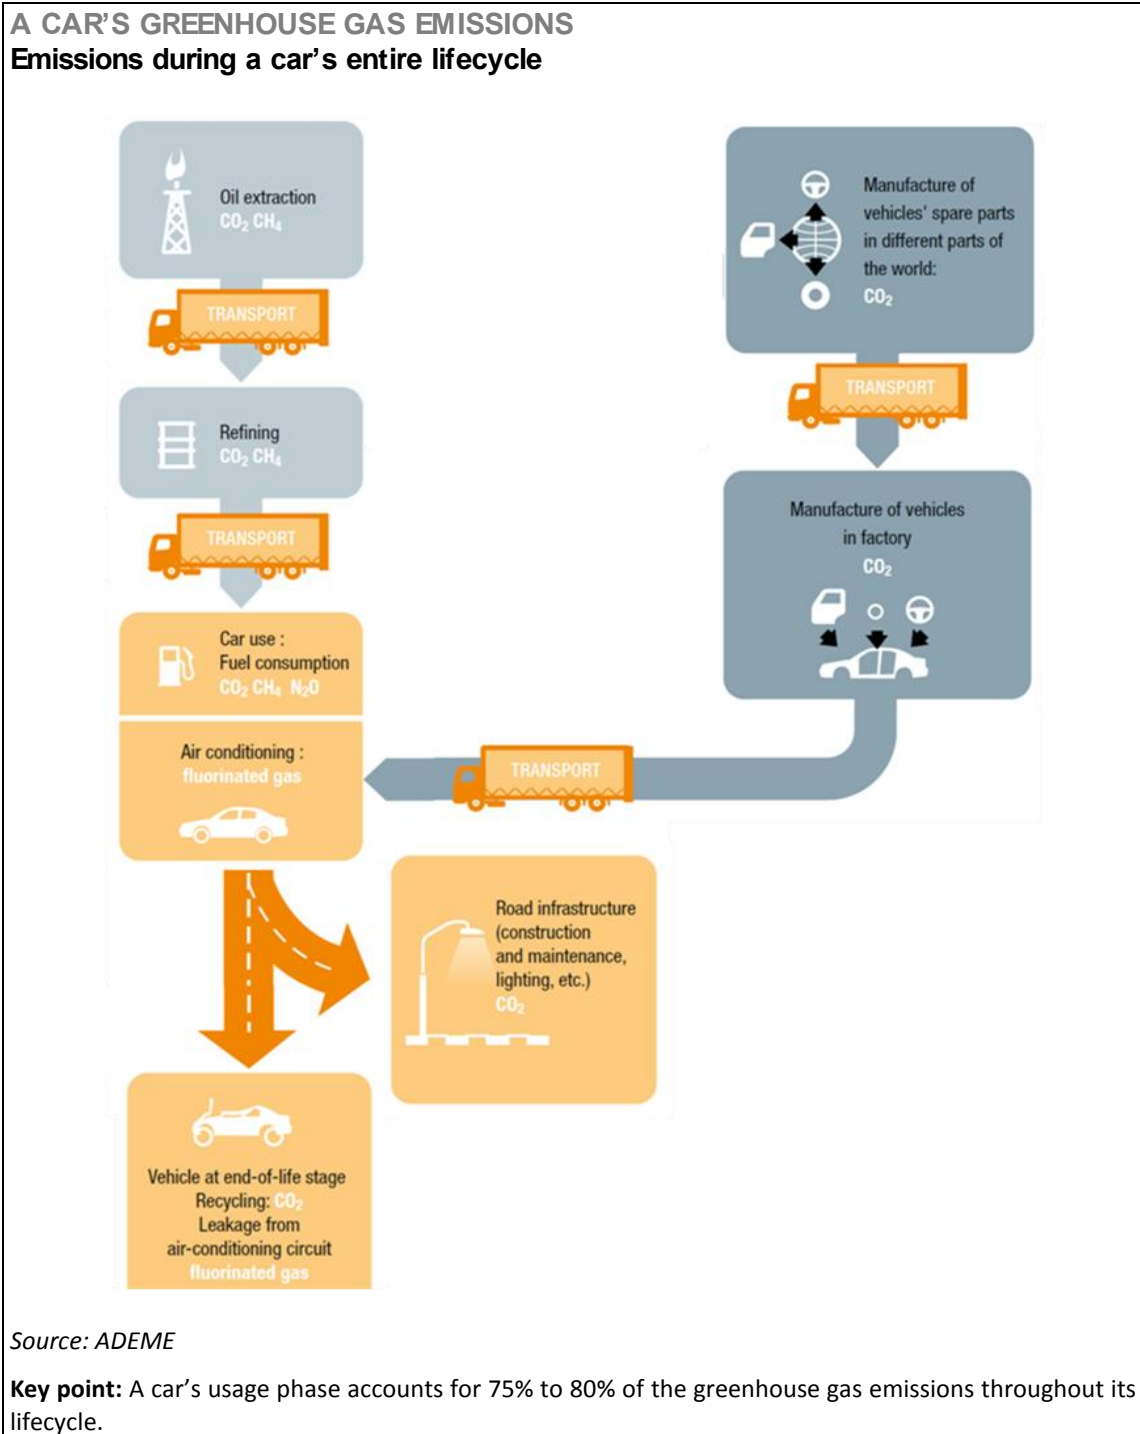 A CAR'S GREENHOUSE GAS EMISSIONS
Emissions during a car's entire lifecycle
Oil extraction
CO₂ CH₄
TRANSPORT
Refining
CO₂ CH₄
TRANSPORT
Car use :
Fuel consumption
CO₂ CH₄ N₂O
Air conditioning :
fluorinated gas
Manufacture of
vehicles' spare parts
in different parts of
the world:
CO₂
TRANSPORT
Manufacture of vehicles
in factory
CO₂
TRANSPORT
Road infrastructure
(construction
and maintenance,
lighting, etc.)
CO₂
Vehicle at end-of-life stage
Recycling: CO₂
Leakage from
air-conditioning circuit
fluorinated gas
Source: ADEME
Key point: A car's usage phase accounts for 75% to 80% of the greenhouse gas emissions throughout its
lifecycle.